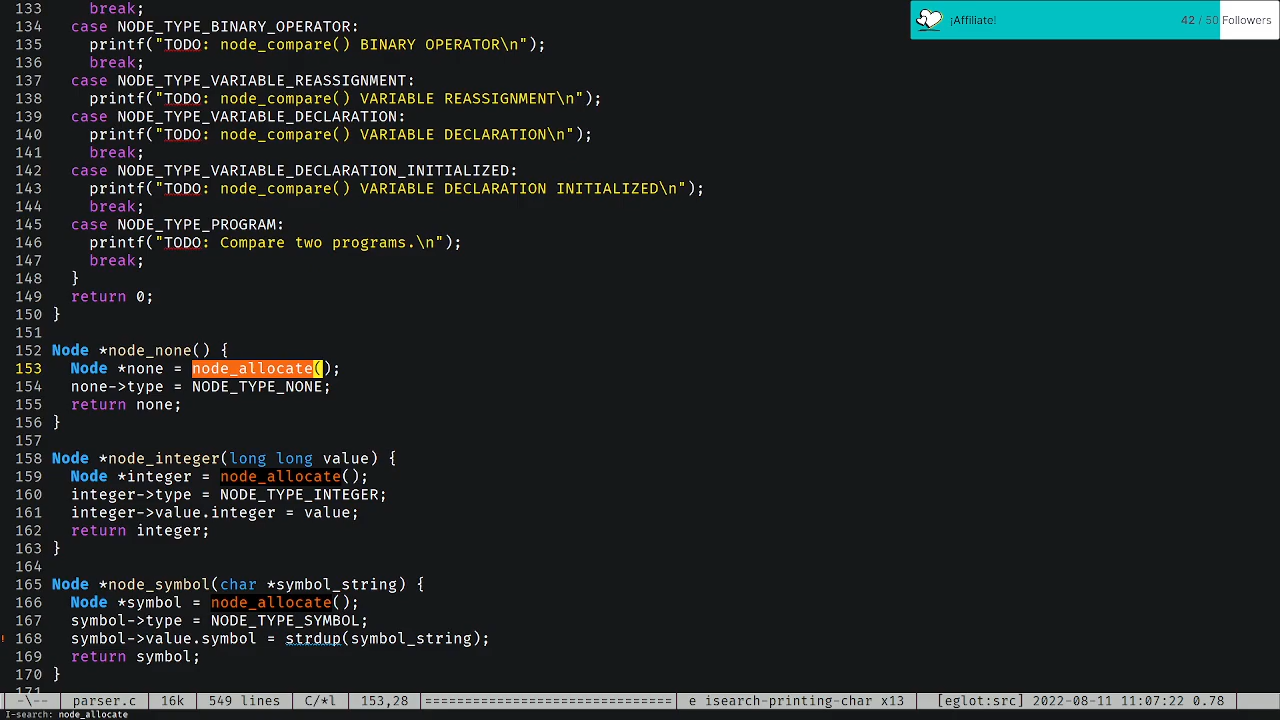 133     break;
134   case NODE_TYPE_BINARY_OPERATOR:
135     printf("TODO: node_compare() BINARY OPERATOR\n");
136     break;
137   case NODE_TYPE_VARIABLE_REASSIGNMENT:
138     printf("TODO: node_compare() VARIABLE REASSIGNMENT\n");
139   case NODE_TYPE_VARIABLE_DECLARATION:
140     printf("TODO: node_compare() VARIABLE DECLARATION\n");
141     break;
142   case NODE_TYPE_VARIABLE_DECLARATION_INITIALIZED:
143     printf("TODO: node_compare() VARIABLE DECLARATION INITIALIZED\n");
144     break;
145   case NODE_TYPE_PROGRAM:
146     printf("TODO: Compare two programs.\n");
147     break;
148   }
149   return 0;
150 }
151
152 Node *node_none() {
153   Node *none = node_allocate();
154   none->type = NODE_TYPE_NONE;
155   return none;
156 }
157
158 Node *node_integer(long long value) {
159   Node *integer = node_allocate();
160   integer->type = NODE_TYPE_INTEGER;
161   integer->value.integer = value;
162   return integer;
163 }
164
165 Node *node_symbol(char *symbol_string) {
166   Node *symbol = node_allocate();
167   symbol->type = NODE_TYPE_SYMBOL;
! 168   symbol->value.symbol = strdup(symbol_string);
169   return symbol;
170 }
171
¡Affiliate! 42 / 50 Followers
-\-- parser.c 16k 549 lines C/*l 153,28 ============================== e isearch-printing-char x13 [eglot:src] 2022-08-11 11:07:22 0.78
I-search: node_allocate